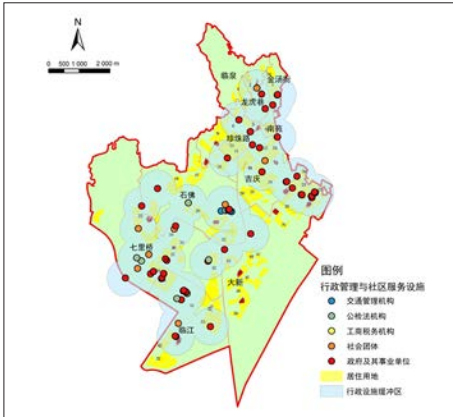 N
0 500 1 000 2 000 m
临泉
金汤街
龙虎巷
南苑
珍珠路
吉庆
石佛
七里桥
大新
临江
图例
行政管理与社区服务设施
交通管理机构
公检法机构
工商税务机构
社会团体
政府及其事业单位
居住用地
行政设施缓冲区